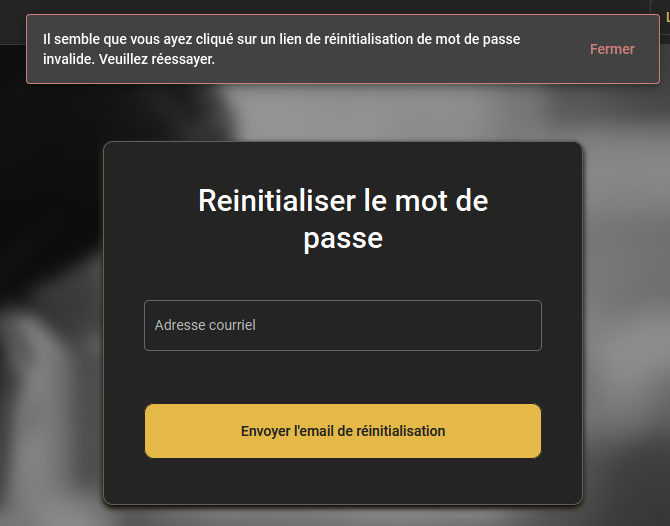 Il semble que vous ayez cliqué sur un lien de réinitialisation de mot de passe
invalide. Veuillez réessayer.
Fermer
Reinitialiser le mot de
passe
Adresse courriel
Envoyer l'email de réinitialisation